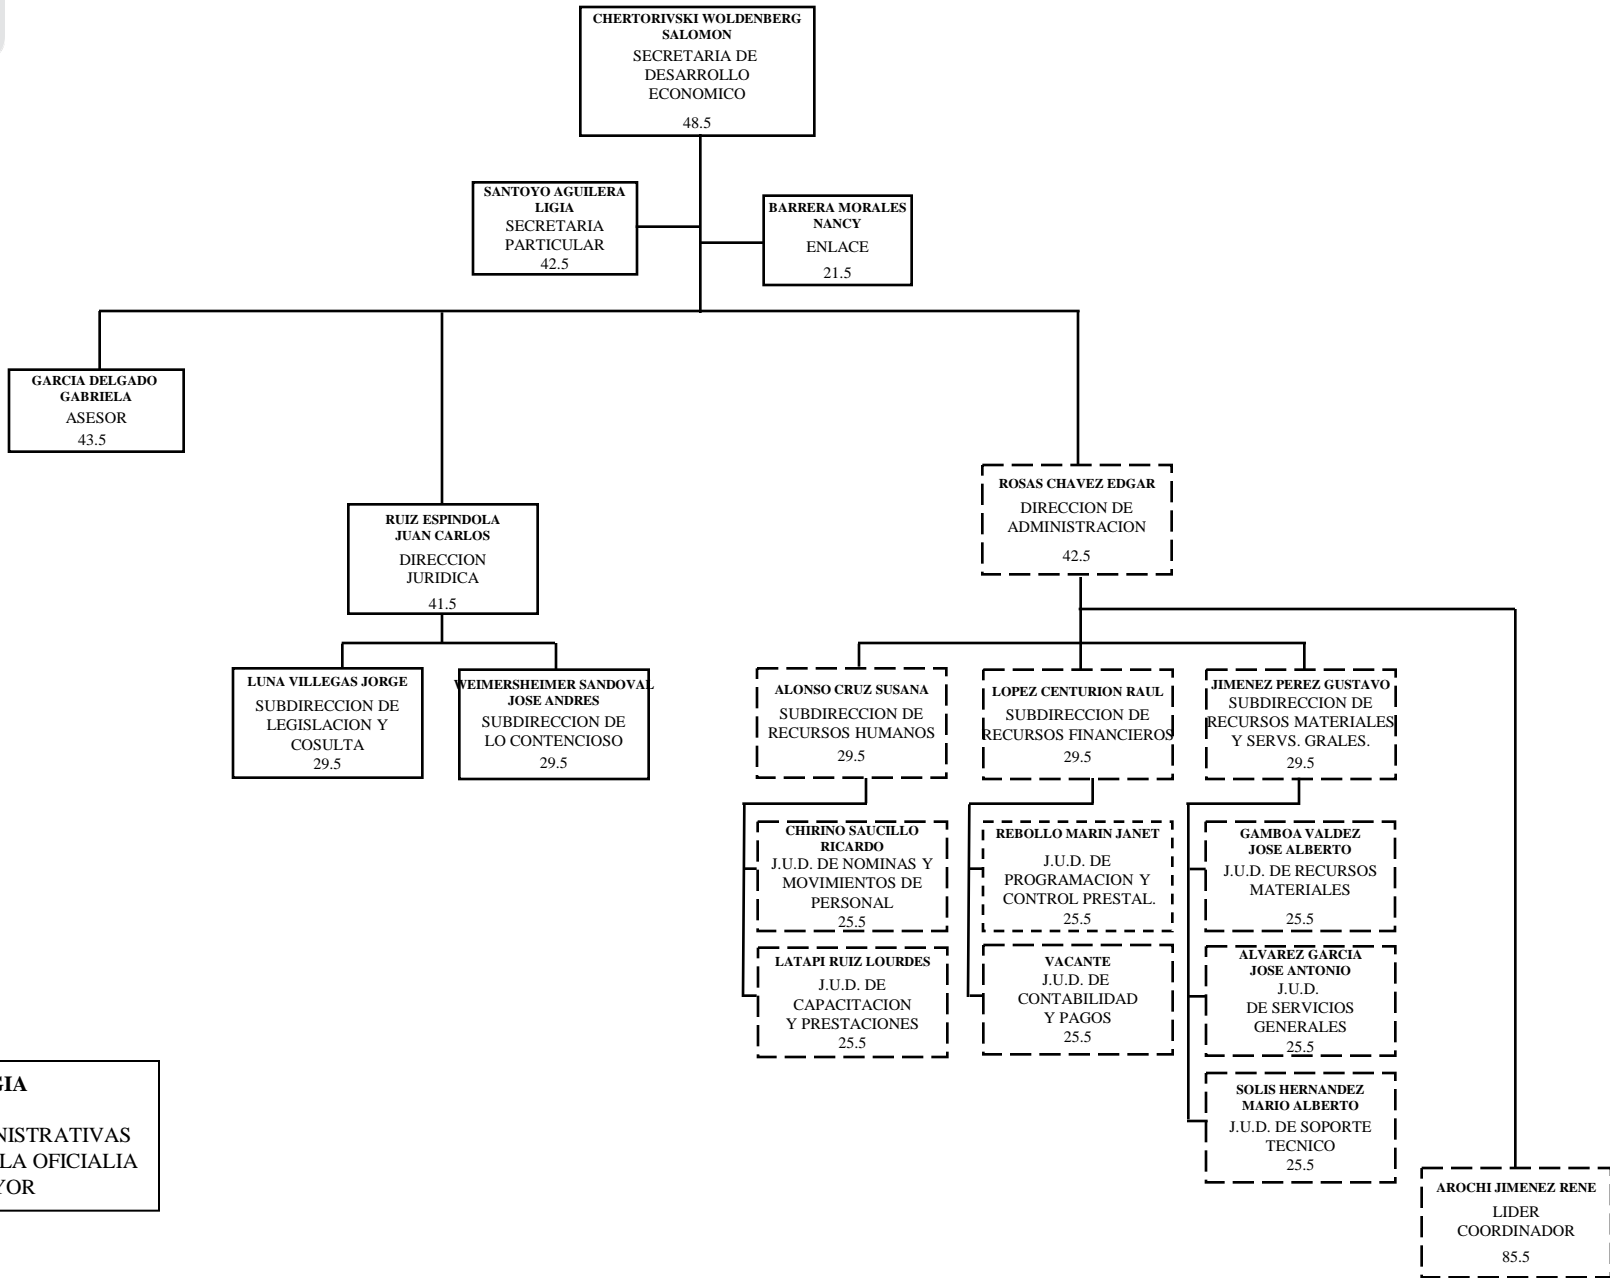 CHERTORIVSKI WOLDENBERG
SALOMON
SECRETARIA DE
DESARROLLO
ECONOMICO
48.5
SANTOYO AGUILERA
LIGIA
SECRETARIA
PARTICULAR
42.5
BARRERA MORALES
NANCY
ENLACE
21.5
GARCIA DELGADO
GABRIELA
ASESOR
43.5
RUIZ ESPINDOLA
JUAN CARLOS
DIRECCION
JURIDICA
41.5
ROSAS CHAVEZ EDGAR
DIRECCION DE
ADMINISTRACION
42.5
LUNA VILLEGAS JORGE
SUBDIRECCION DE
LEGISLACION Y
COSULTA
29.5
WEIMERSHEIMER SANDOVAL
JOSE ANDRES
SUBDIRECCION DE
LO CONTENCIOSO
29.5
ALONSO CRUZ SUSANA
SUBDIRECCION DE
RECURSOS HUMANOS
29.5
LOPEZ CENTURION RAUL
SUBDIRECCION DE
RECURSOS FINANCIEROS
29.5
JIMENEZ PEREZ GUSTAVO
SUBDIRECCION DE
RECURSOS MATERIALES
Y SERVS. GRALES.
29.5
CHIRINO SAUCILLO
RICARDO
J.U.D. DE NOMINAS Y
MOVIMIENTOS DE
PERSONAL
25.5
REBOLLO MARIN JANET
J.U.D. DE
PROGRAMACION Y
CONTROL PRESTAL.
25.5
GAMBOA VALDEZ
JOSE ALBERTO
J.U.D. DE RECURSOS
MATERIALES
25.5
LATAPI RUIZ LOURDES
J.U.D. DE
CAPACITACION
Y PRESTACIONES
25.5
VACANTE
J.U.D. DE
CONTABILIDAD
Y PAGOS
25.5
ALVAREZ GARCIA
JOSE ANTONIO
J.U.D.
DE SERVICIOS
GENERALES
25.5
SOLIS HERNANDEZ
MARIO ALBERTO
J.U.D. DE SOPORTE
TECNICO
25.5
AROCHI JIMENEZ RENE
LIDER
COORDINADOR
85.5
GIA
NISTRATIVAS
LA OFICIALIA
YOR